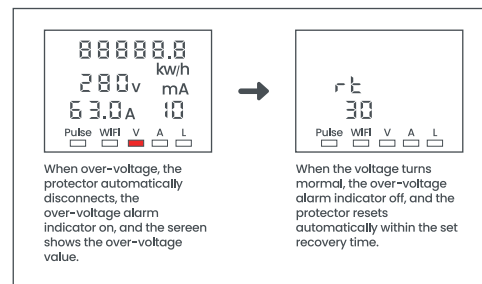 88888.8
kw/h
280v mA
63.0A 10
Pulse WIFI V A L
When over-voltage, the
protector automatically
disconnects, the
over-voltage alarm
indicator on, and the sereen
shows the over-voltage
value.
rt
30
Pulse WIFI V A L
When the voltage turns
mormal, the over-voltage
alarm indicator off, and the
protector resets
automatically within the set
recovery time.